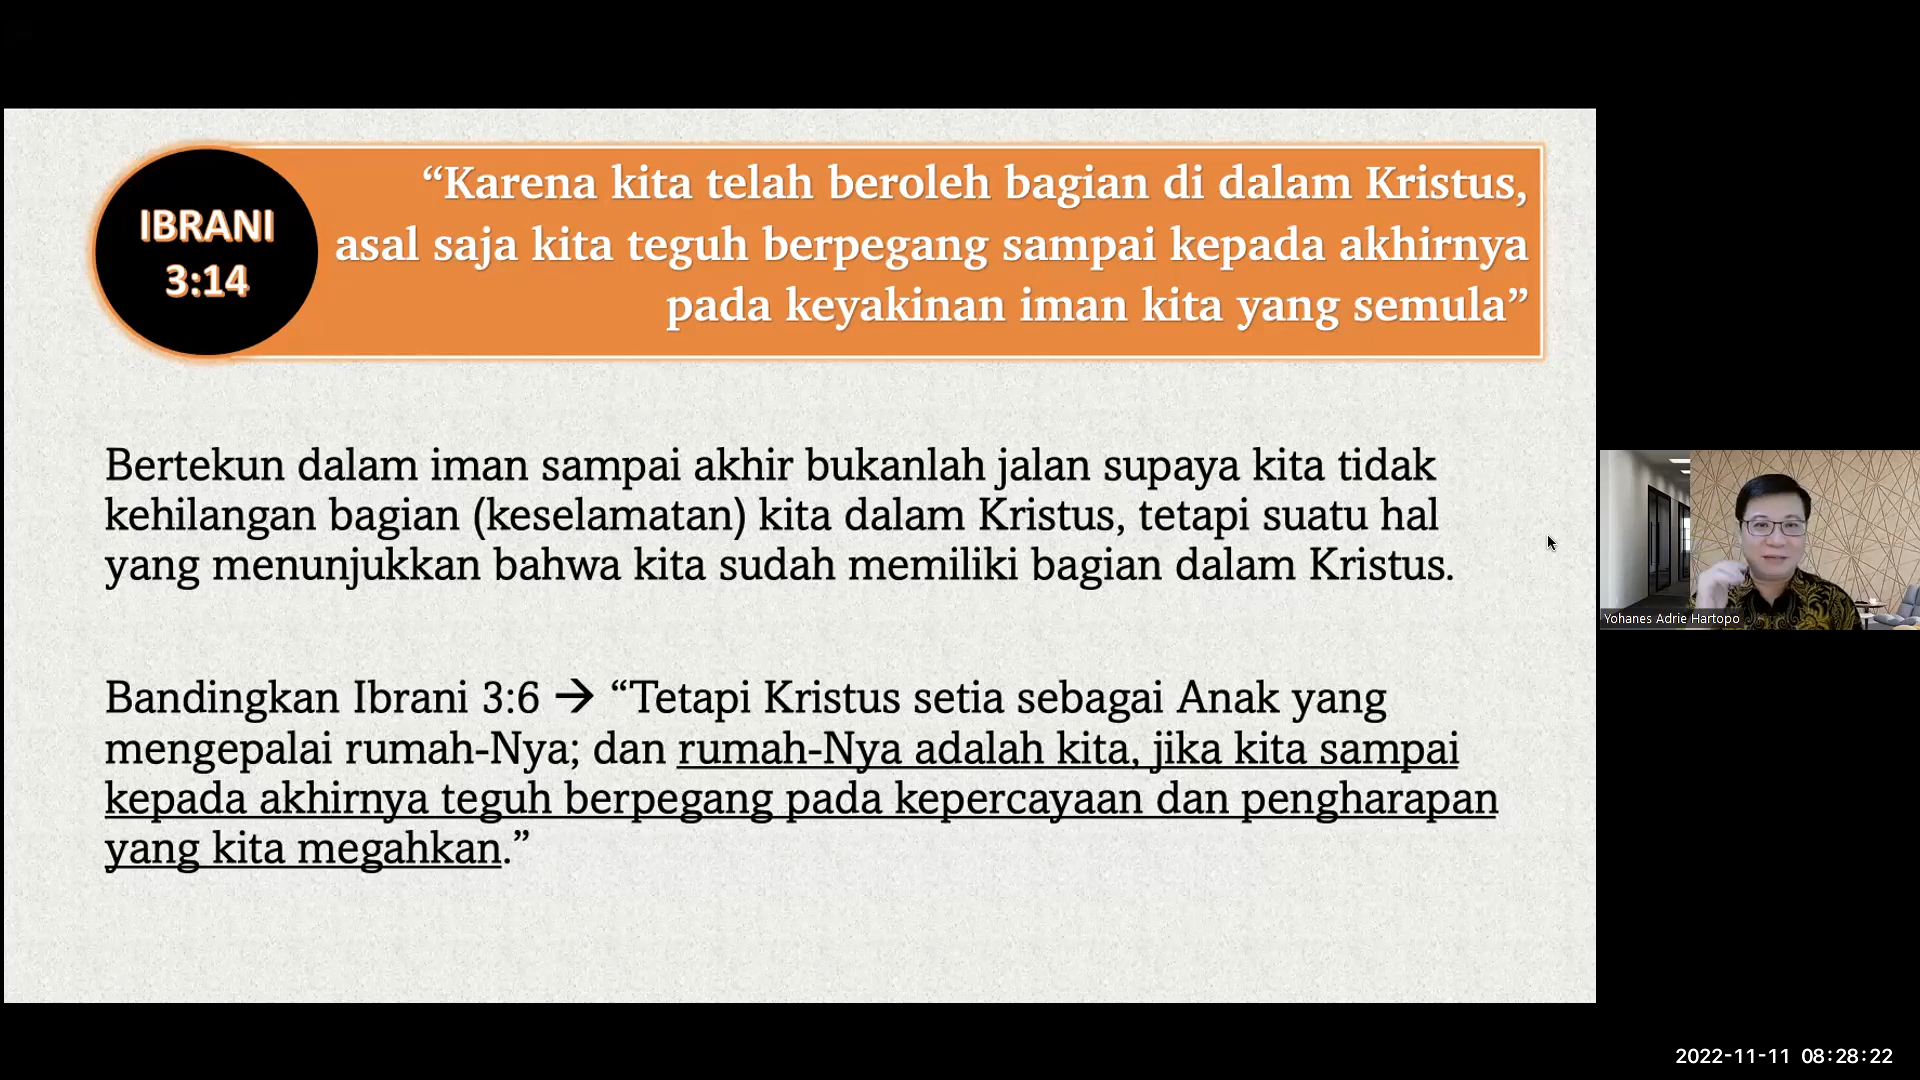 IBRANI
3:14
“Karena kita telah beroleh bagian di dalam Kristus,
asal saja kita teguh berpegang sampai kepada akhirnya
pada keyakinan iman kita yang semula”
Bertekun dalam iman sampai akhir bukanlah jalan supaya kita tidak
kehilangan bagian (keselamatan) kita dalam Kristus, tetapi suatu hal
yang menunjukkan bahwa kita sudah memiliki bagian dalam Kristus.
Bandingkan Ibrani 3:6 → “Tetapi Kristus setia sebagai Anak yang
mengepalai rumah-Nya; dan rumah-Nya adalah kita, jika kita sampai
kepada akhirnya teguh berpegang pada kepercayaan dan pengharapan
yang kita megahkan.”
Yohanes Adrie Hartopo
2022-11-11 08:28:22